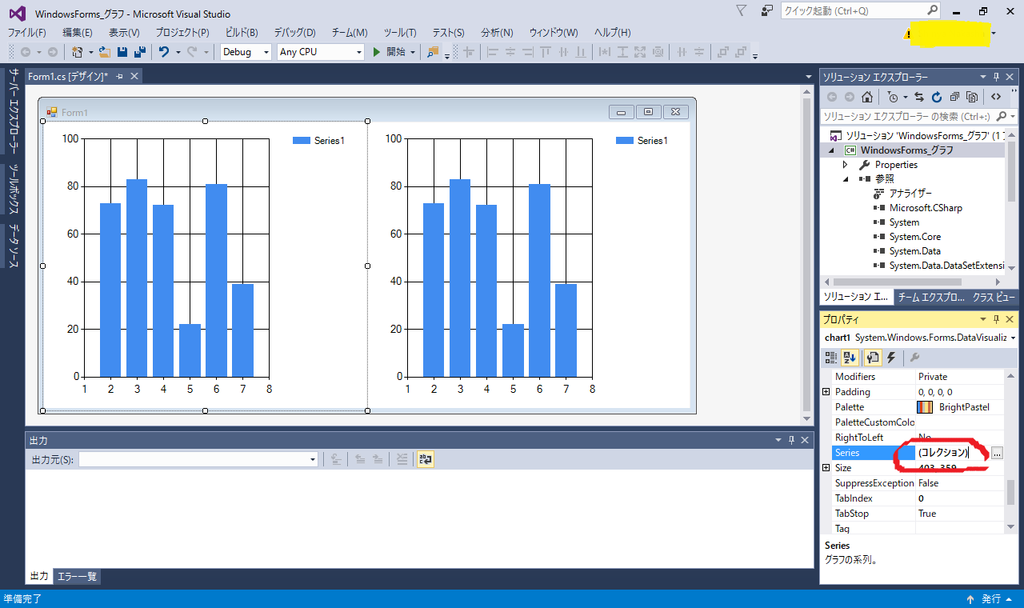 WindowsForms_グラフ - Microsoft Visual Studio
クイック起動 (Ctrl+Q)
ファイル(F) 編集(E) 表示(V) プロジェクト(P) ビルド(B) デバッグ(D) チーム(M) ツール(T) テスト(S) 分析(N) ウィンドウ(W) ヘルプ(H)
Debug Any CPU 開始
サーバー エクスプローラー
ツールボックス
データ ソース
Form1.cs [デザイン]*
Form1
100
80
60
40
20
0
1 2 3 4 5 6 7 8
Series1
100
80
60
40
20
0
1 2 3 4 5 6 7 8
Series1
出力
出力元(S):
出力 エラー一覧
ソリューション エクスプローラー
ソリューション エクスプローラー の検索 (Ctrl+:)
ソリューション 'WindowsForms_グラフ' (1
WindowsForms_グラフ
Properties
参照
アナライザー
Microsoft.CSharp
System
System.Core
System.Data
System.Data.DataSetExtensi
ソリューション エ... チーム エクスプロ... クラス ビュー
プロパティ
chart1 System.Windows.Forms.DataVisualiz
Modifiers Private
Padding 0, 0, 0, 0
Palette BrightPastel
PaletteCustomColo
RightToLeft No
Series (コレクション) ...
Size 403, 359
SuppressException False
TabIndex 0
TabStop True
Tag
Series
グラフの系列。
準備完了
発行